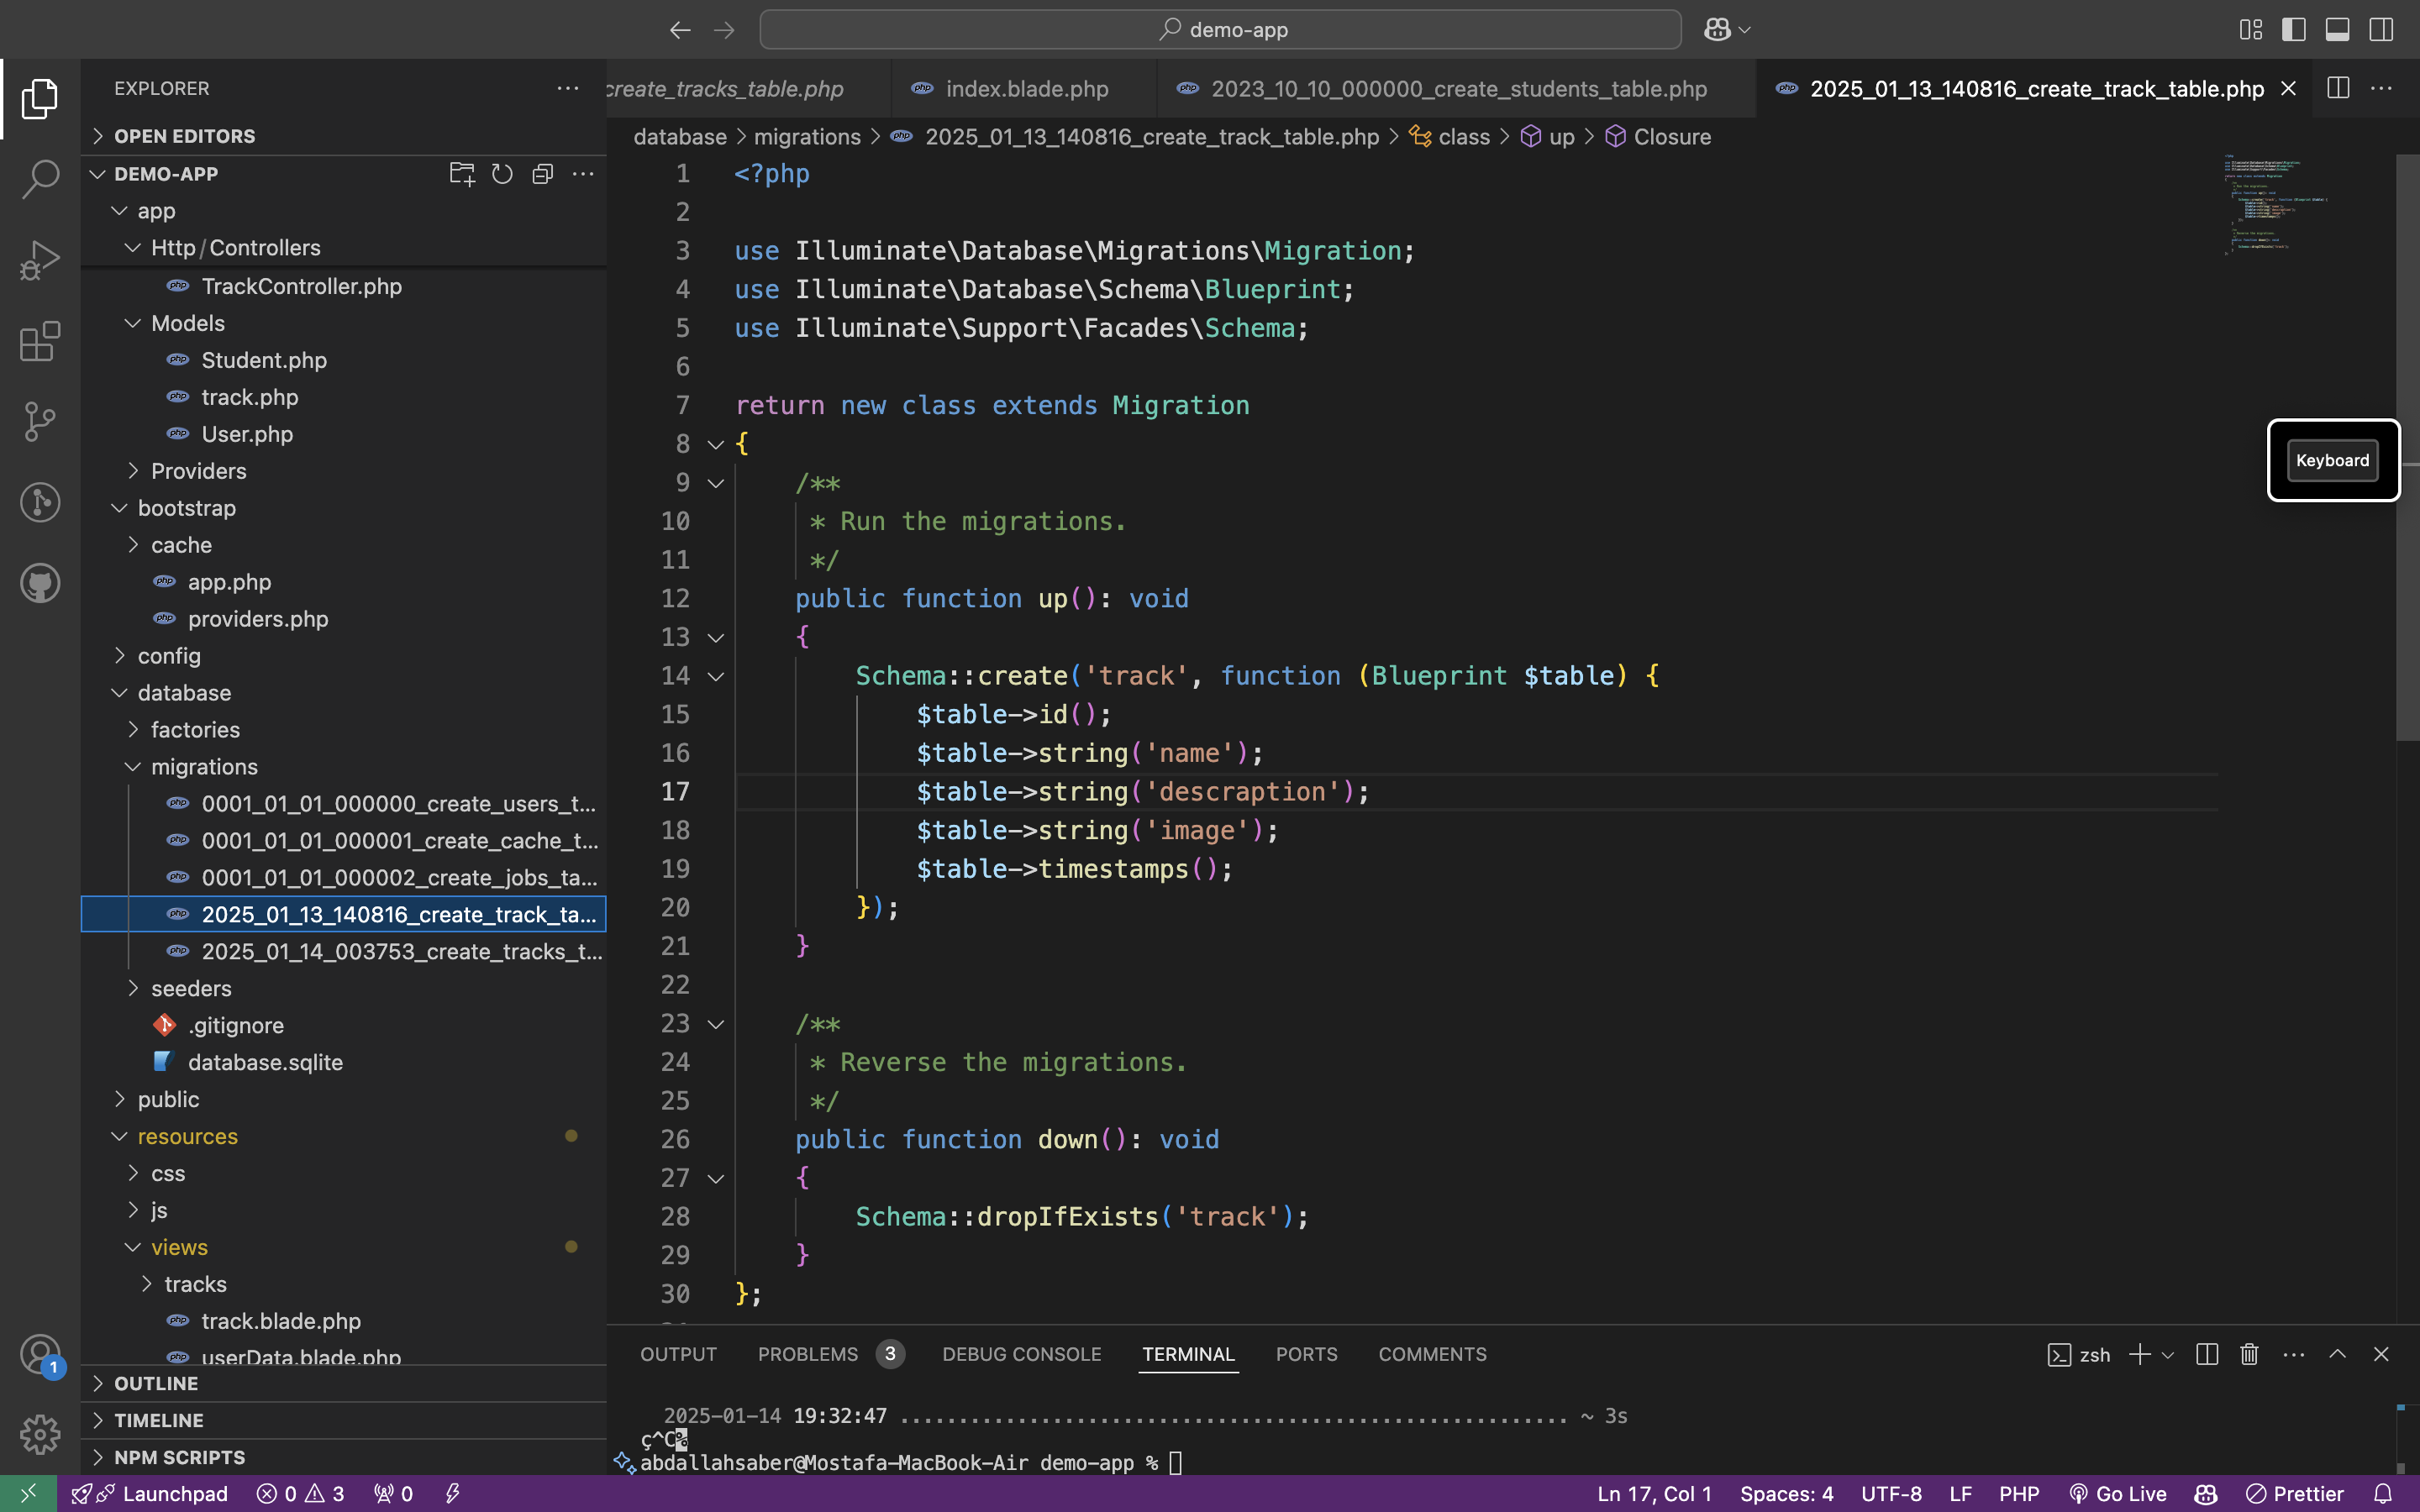 demo-app
EXPLORER
OPEN EDITORS
DEMO-APP
app
Http/Controllers
TrackController.php
Models
Student.php
track.php
User.php
Providers
bootstrap
cache
app.php
providers.php
config
database
factories
migrations
0001_01_01_000000_create_users_t...
0001_01_01_000001_create_cache_t...
0001_01_01_000002_create_jobs_ta...
2025_01_13_140816_create_track_ta...
2025_01_14_003753_create_tracks_t...
seeders
.gitignore
database.sqlite
public
resources
css
js
views
tracks
track.blade.php
userData.blade.php
OUTLINE
TIMELINE
NPM SCRIPTS
create_tracks_table.php
index.blade.php
2023_10_10_000000_create_students_table.php
2025_01_13_140816_create_track_table.php
database > migrations > 2025_01_13_140816_create_track_table.php > class > up > Closure
1 <?php
2
3 use Illuminate\Database\Migrations\Migration;
4 use Illuminate\Database\Schema\Blueprint;
5 use Illuminate\Support\Facades\Schema;
6
7 return new class extends Migration
8 {
9 /**
10 * Run the migrations.
11 */
12 public function up(): void
13 {
14 Schema::create('track', function (Blueprint $table) {
15 $table->id();
16 $table->string('name');
17 $table->string('descraption');
18 $table->string('image');
19 $table->timestamps();
20 });
21 }
22
23 /**
24 * Reverse the migrations.
25 */
26 public function down(): void
27 {
28 Schema::dropIfExists('track');
29 }
30 };
Keyboard
OUTPUT PROBLEMS 3 DEBUG CONSOLE TERMINAL PORTS COMMENTS
zsh
2025-01-14 19:32:47 ....................................................... ~ 3s
ç^C%
abdallahsaber@Mostafa-MacBook-Air demo-app %
1
Launchpad 0 3 0
Ln 17, Col 1 Spaces: 4 UTF-8 LF PHP Go Live Prettier